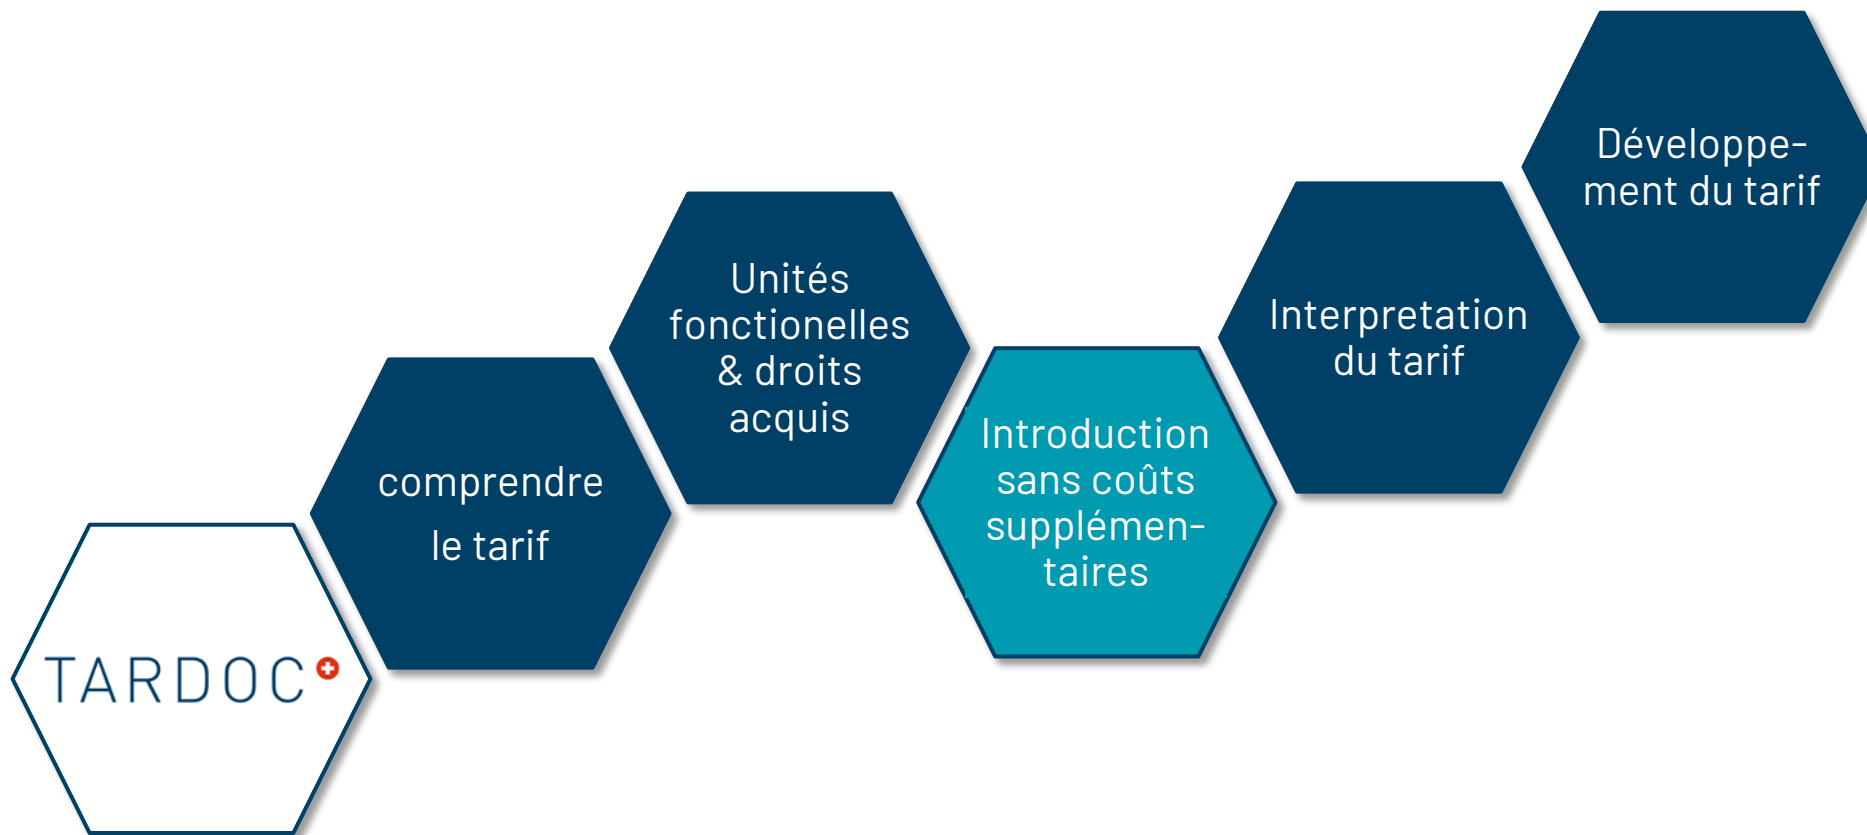 TARDOC
comprendre
le tarif
Unités
fonctionelles
& droits
acquis
Introduction
sans coûts
supplémen-
taires
Interpretation
du tarif
Développe-
ment du tarif